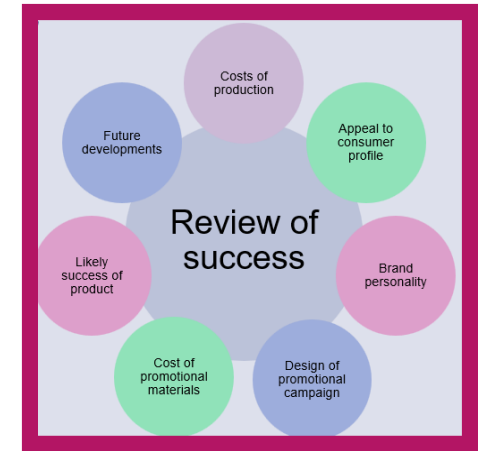 Costs of
production
Appeal to
consumer
profile
Brand
personality
Design of
promotional
campaign
Cost of
promotional
materials
Likely
success of
product
Future
developments
Review of
success